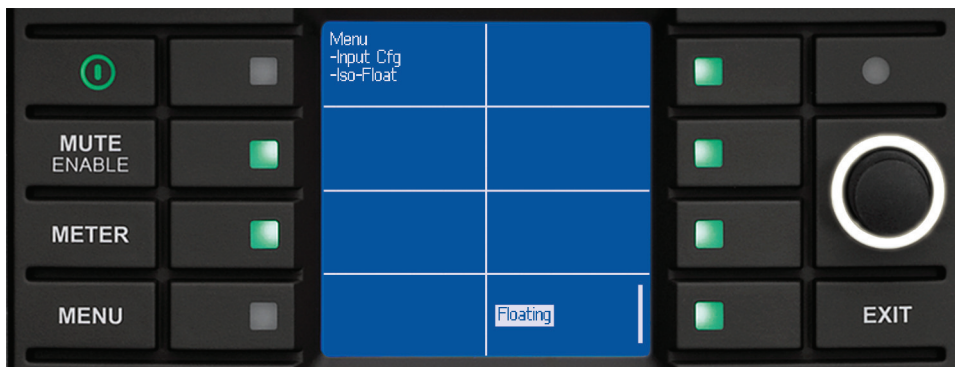 Menu
-Input Cfg
-Iso-Float
MUTE
ENABLE
METER
MENU
Floating
EXIT